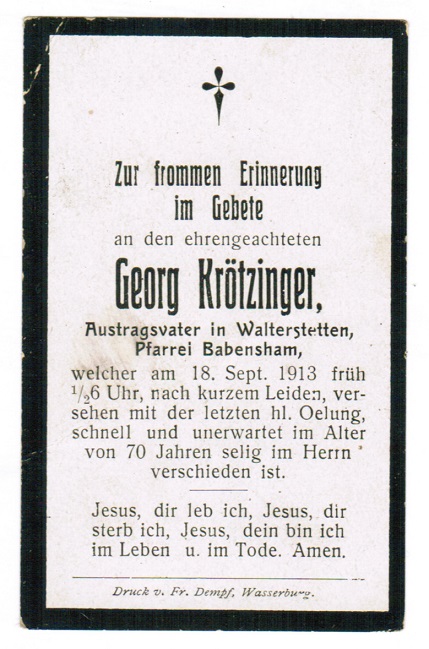 Zur frommen Erinnerung
im Gebete
an den ehrengeachteten
Georg Krötzinger,
Austragsvater in Walterstetten,
Pfarrei Babensham,
welcher am 18. Sept. 1913 früh
1/26 Uhr, nach kurzem Leiden, ver-
sehen mit der letzten hl. Oelung,
schnell und unerwartet im Alter
von 70 Jahren selig im Herrn
verschieden ist.
Jesus, dir leb ich, Jesus, dir
sterb ich, Jesus, dein bin ich
im Leben u. im Tode. Amen.
Druck v. Fr. Dempf, Wasserburg.